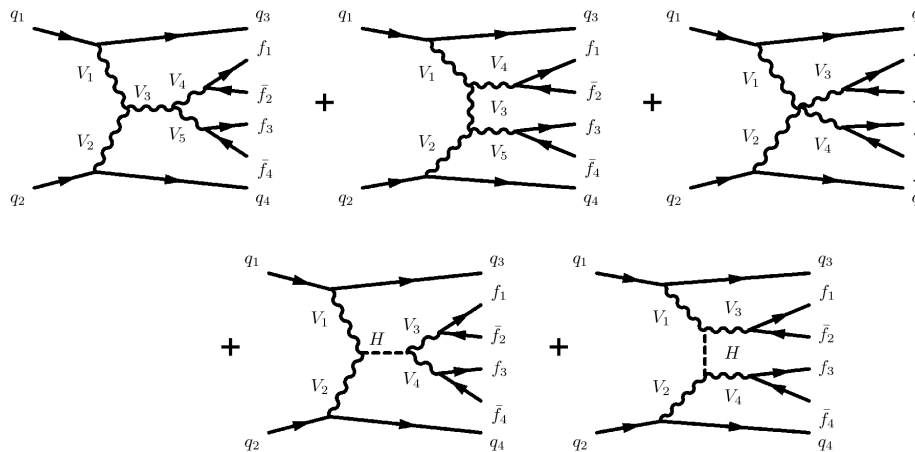 q₁ q₃ q₁ q₃ q₁
f₁ f₁
V₁ V₄ V₁ V₄ V₁ V₃
V₃ f̄₂ + V₃ f̄₂ +
V₂ V₅ f₃ V₂ V₅ f₃ V₂ V₄
f̄₄ f̄₄
q₂ q₄ q₂ q₄ q₂
q₁ q₃ q₁ q₃
f₁ f₁
V₁ V₃ V₁ V₃
+ H f̄₂ + H f̄₂
V₂ V₄ f₃ V₂ V₄ f₃
f̄₄ f̄₄
q₂ q₄ q₂ q₄